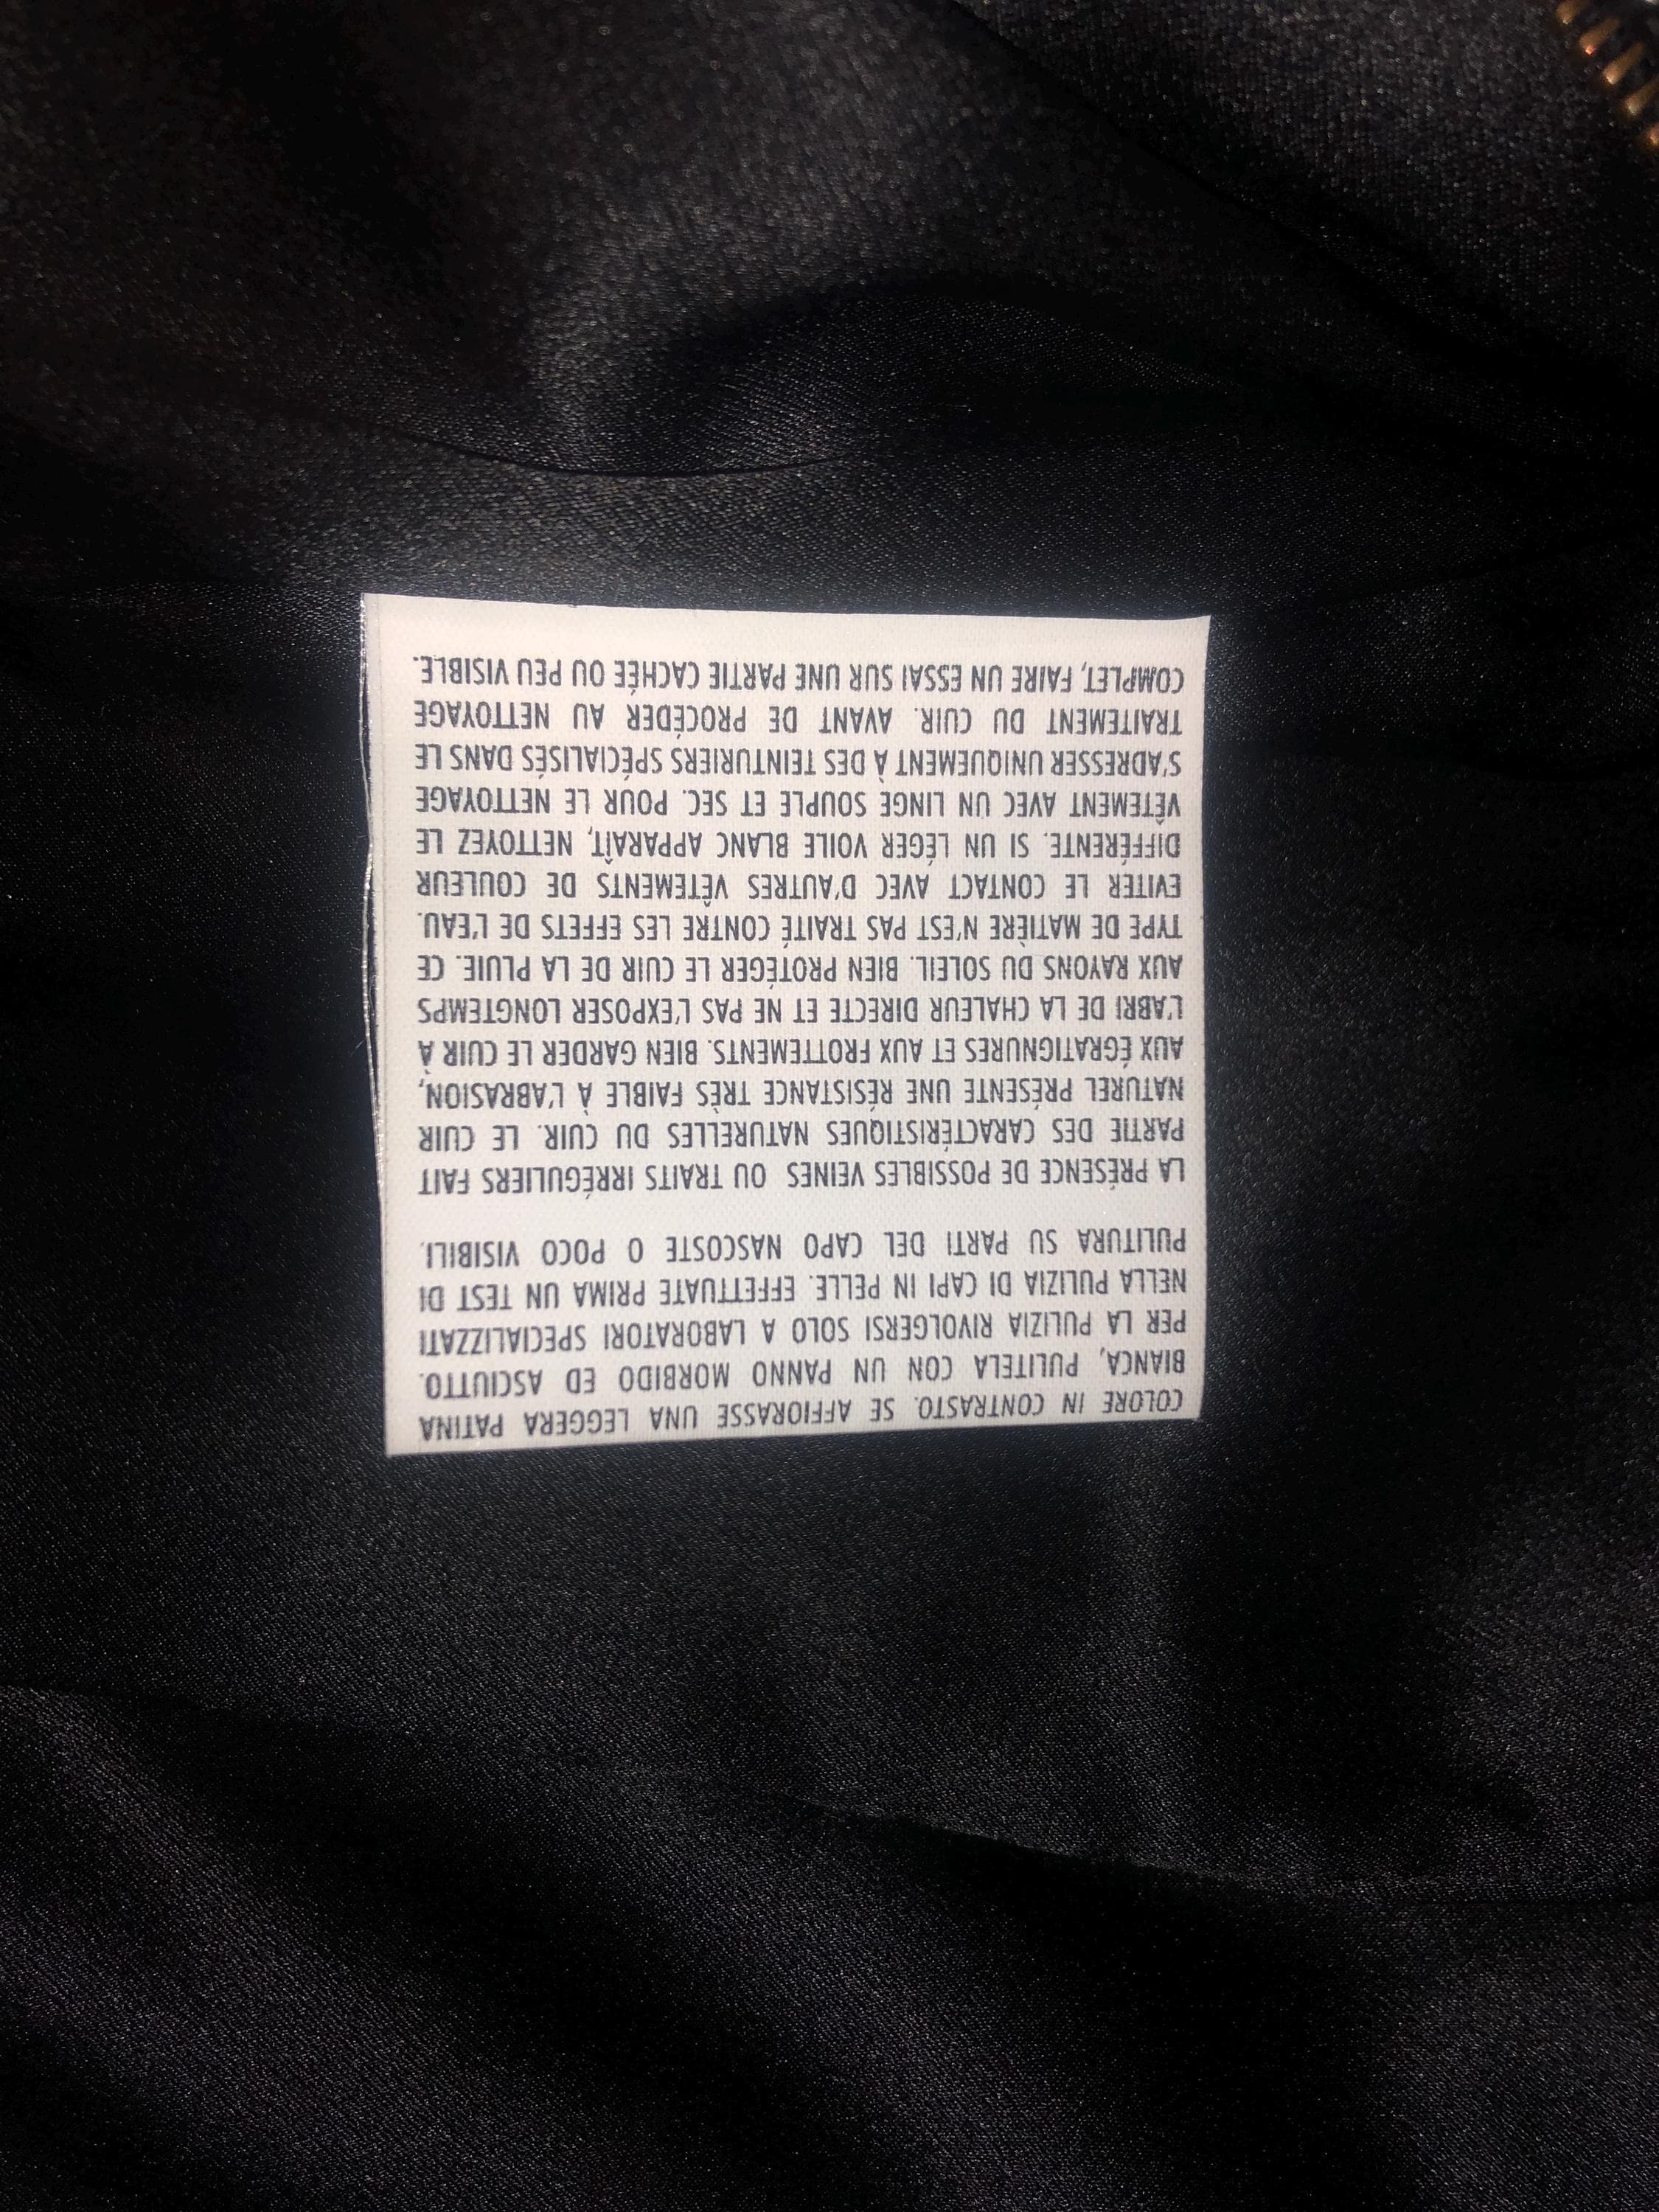 COLORE IN CONTRASTO. SE AFFIORASSE UNA LEGGERA PATINA
BIANCA, PULITELA CON UN PANNO MORBIDO ED ASCIUTTO.
PER LA PULIZIA RIVOLGERSI SOLO A LABORATORI SPECIALIZZATI
NELLA PULIZIA DI CAPI IN PELLE. EFFETTUATE PRIMA UN TEST DI
PULITURA SU PARTI DEL CAPO NASCOSTE O POCO VISIBILI.
LA PRÉSENCE DE POSSIBLES VEINES OU TRAITS IRRÉGULIERS FAIT
PARTIE DES CARACTÉRISTIQUES NATURELLES DU CUIR. LE CUIR
NATUREL PRÉSENTE UNE RÉSISTANCE TRÈS FAIBLE À L'ABRASION,
AUX ÉGRATIGNURES ET AUX FROTTEMENTS. BIEN GARDER LE CUIR À
L'ABRI DE LA CHALEUR DIRECTE ET NE PAS L'EXPOSER LONGTEMPS
AUX RAYONS DU SOLEIL. BIEN PROTÉGER LE CUIR DE LA PLUIE. CE
TYPE DE MATIÈRE N'EST PAS TRAITÉ CONTRE LES EFFETS DE L'EAU.
EVITER LE CONTACT AVEC D'AUTRES VÊTEMENTS DE COULEUR
DIFFÉRENTE. SI UN LÉGER VOILE BLANC APPARAÎT, NETTOYEZ LE
VÊTEMENT AVEC UN LINGE SOUPLE ET SEC. POUR LE NETTOYAGE
S'ADRESSER UNIQUEMENT À DES TEINTURIERS SPÉCIALISÉS DANS LE
TRAITEMENT DU CUIR. AVANT DE PROCÉDER AU NETTOYAGE
COMPLET, FAIRE UN ESSAI SUR UNE PARTIE CACHÉE OU PEU VISIBLE.